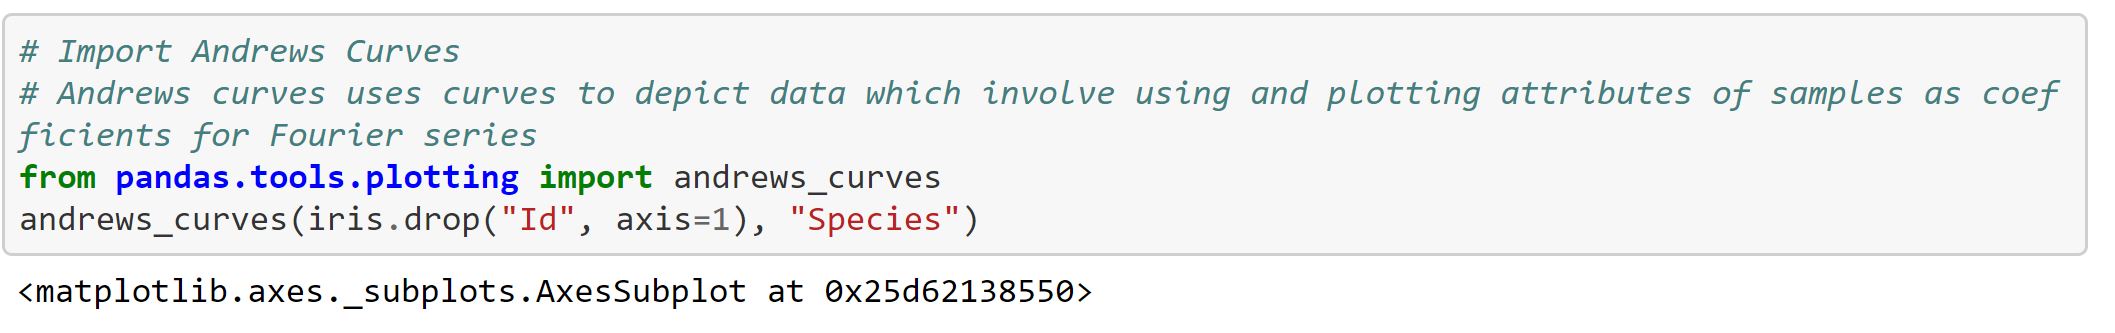 # Import Andrews Curves
# Andrews curves uses curves to depict data which involve using and plotting attributes of samples as coef
ficients for Fourier series
from pandas.tools.plotting import andrews_curves
andrews_curves(iris.drop("Id", axis=1), "Species")
<matplotlib.axes._subplots.AxesSubplot at 0x25d62138550>